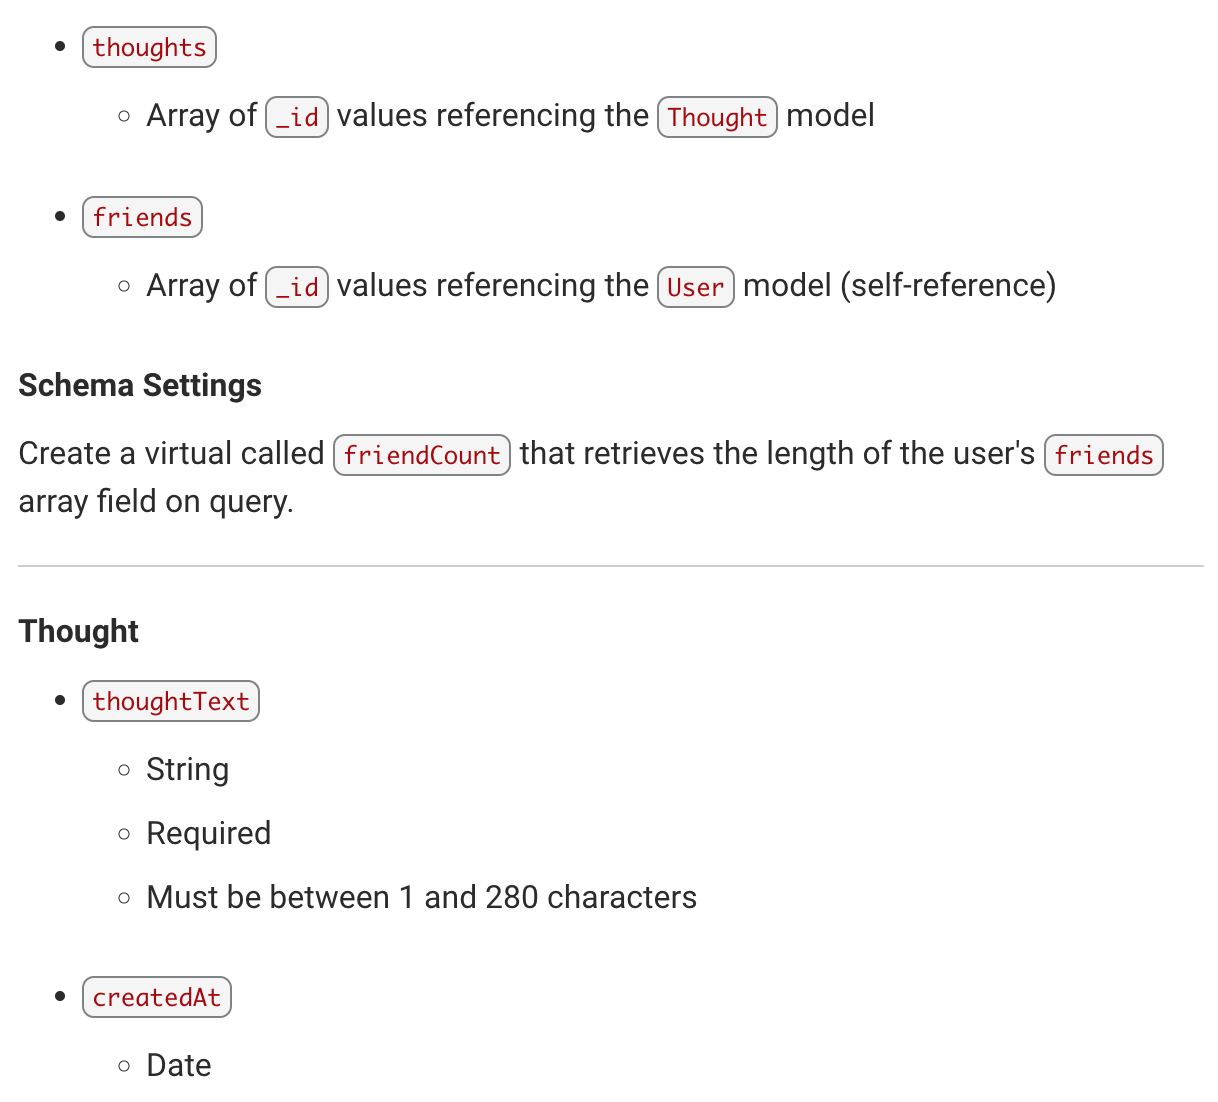 thoughts
Array of _id values referencing the Thought model
friends
Array of _id values referencing the User model (self-reference)
Schema Settings
Create a virtual called friendCount that retrieves the length of the user's friends
array field on query.
Thought
thoughtText
String
Required
Must be between 1 and 280 characters
createdAt
Date